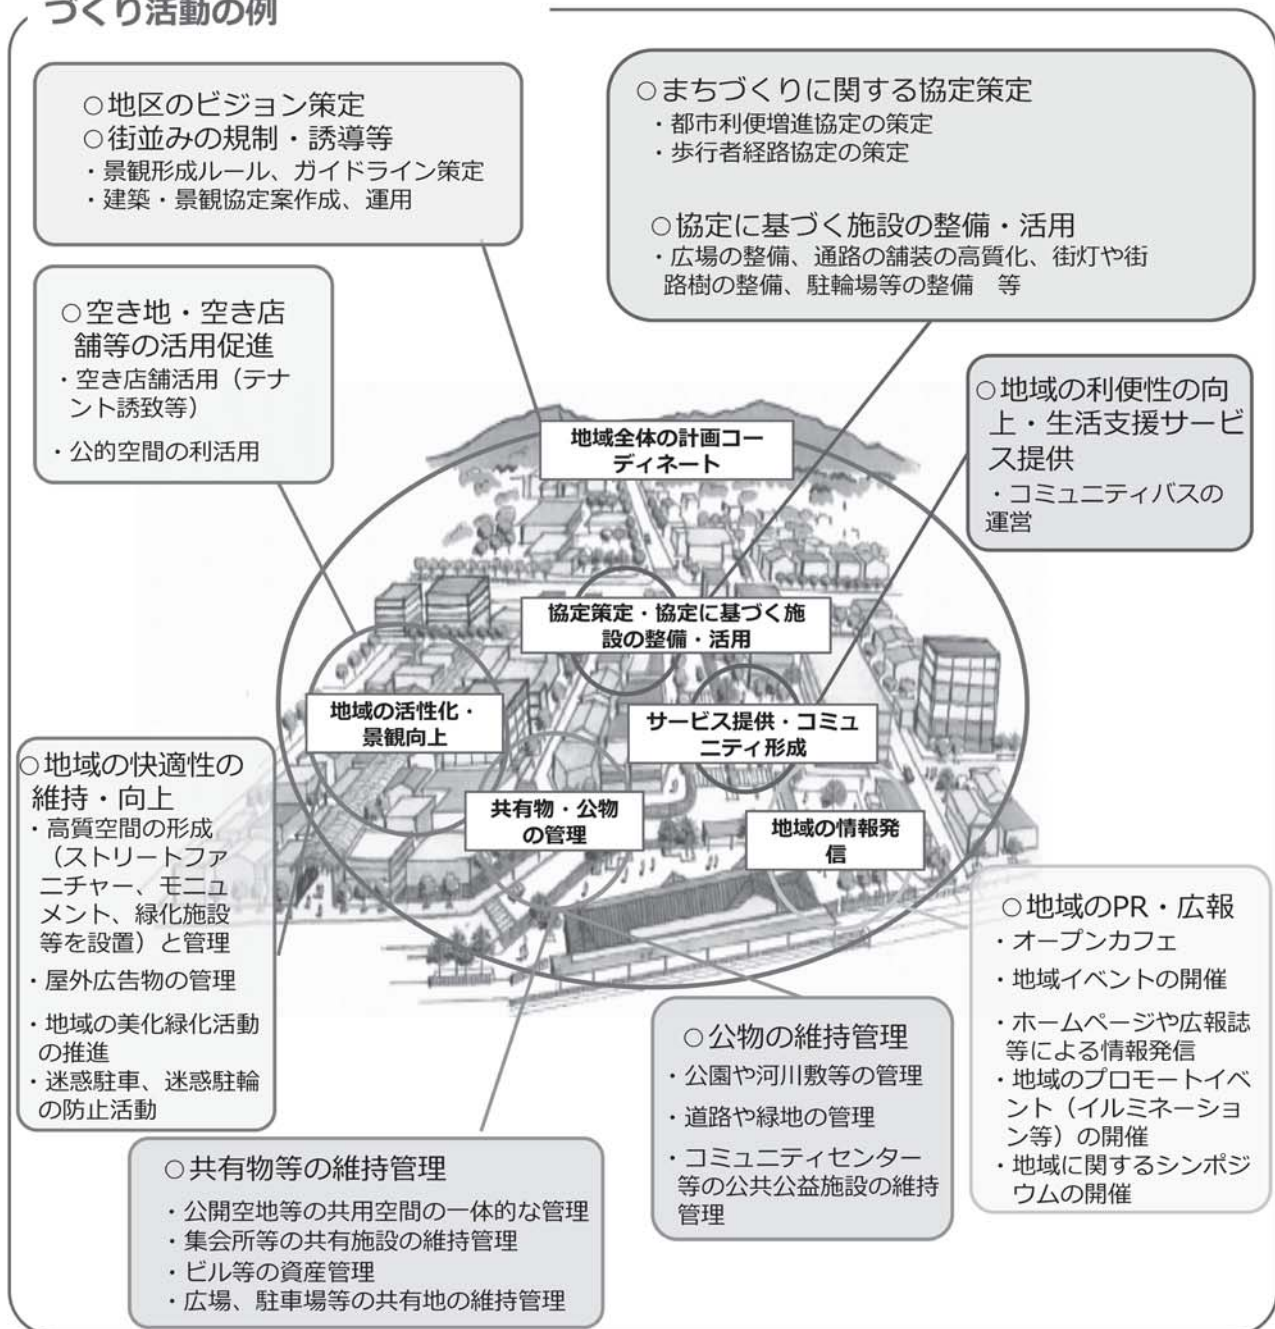 づくり活動の例
○地区のビジョン策定
○街並みの規制・誘導等
・景観形成ルール、ガイドライン策定
・建築・景観協定案作成、運用
○まちづくりに関する協定策定
・都市利便増進協定の策定
・歩行者経路協定の策定
○協定に基づく施設の整備・活用
・広場の整備、通路の舗装の高質化、街灯や街
路樹の整備、駐輪場等の整備　等
○空き地・空き店
舗等の活用促進
・空き店舗活用（テナ
ント誘致等）
・公的空間の利活用
○地域の利便性の向
上・生活支援サービ
ス提供
・コミュニティバスの
運営
地域全体の計画コー
ディネート
協定策定・協定に基づく施
設の整備・活用
地域の活性化・
景観向上
サービス提供・コミュ
ニティ形成
共有物・公物
の管理
地域の情報発
信
○地域の快適性の
維持・向上
・高質空間の形成
（ストリートファ
ニチャー、モニュ
メント、緑化施設
等を設置）と管理
・屋外広告物の管理
・地域の美化緑化活動
の推進
・迷惑駐車、迷惑駐輪
の防止活動
○地域のPR・広報
・オープンカフェ
・地域イベントの開催
・ホームページや広報誌
等による情報発信
・地域のプロモートイベ
ント（イルミネーショ
ン等）の開催
・地域に関するシンポジ
ウムの開催
○公物の維持管理
・公園や河川敷等の管理
・道路や緑地の管理
・コミュニティセンター
等の公共公益施設の維持
管理
○共有物等の維持管理
・公開空地等の共用空間の一体的な管理
・集会所等の共有施設の維持管理
・ビル等の資産管理
・広場、駐車場等の共有地の維持管理